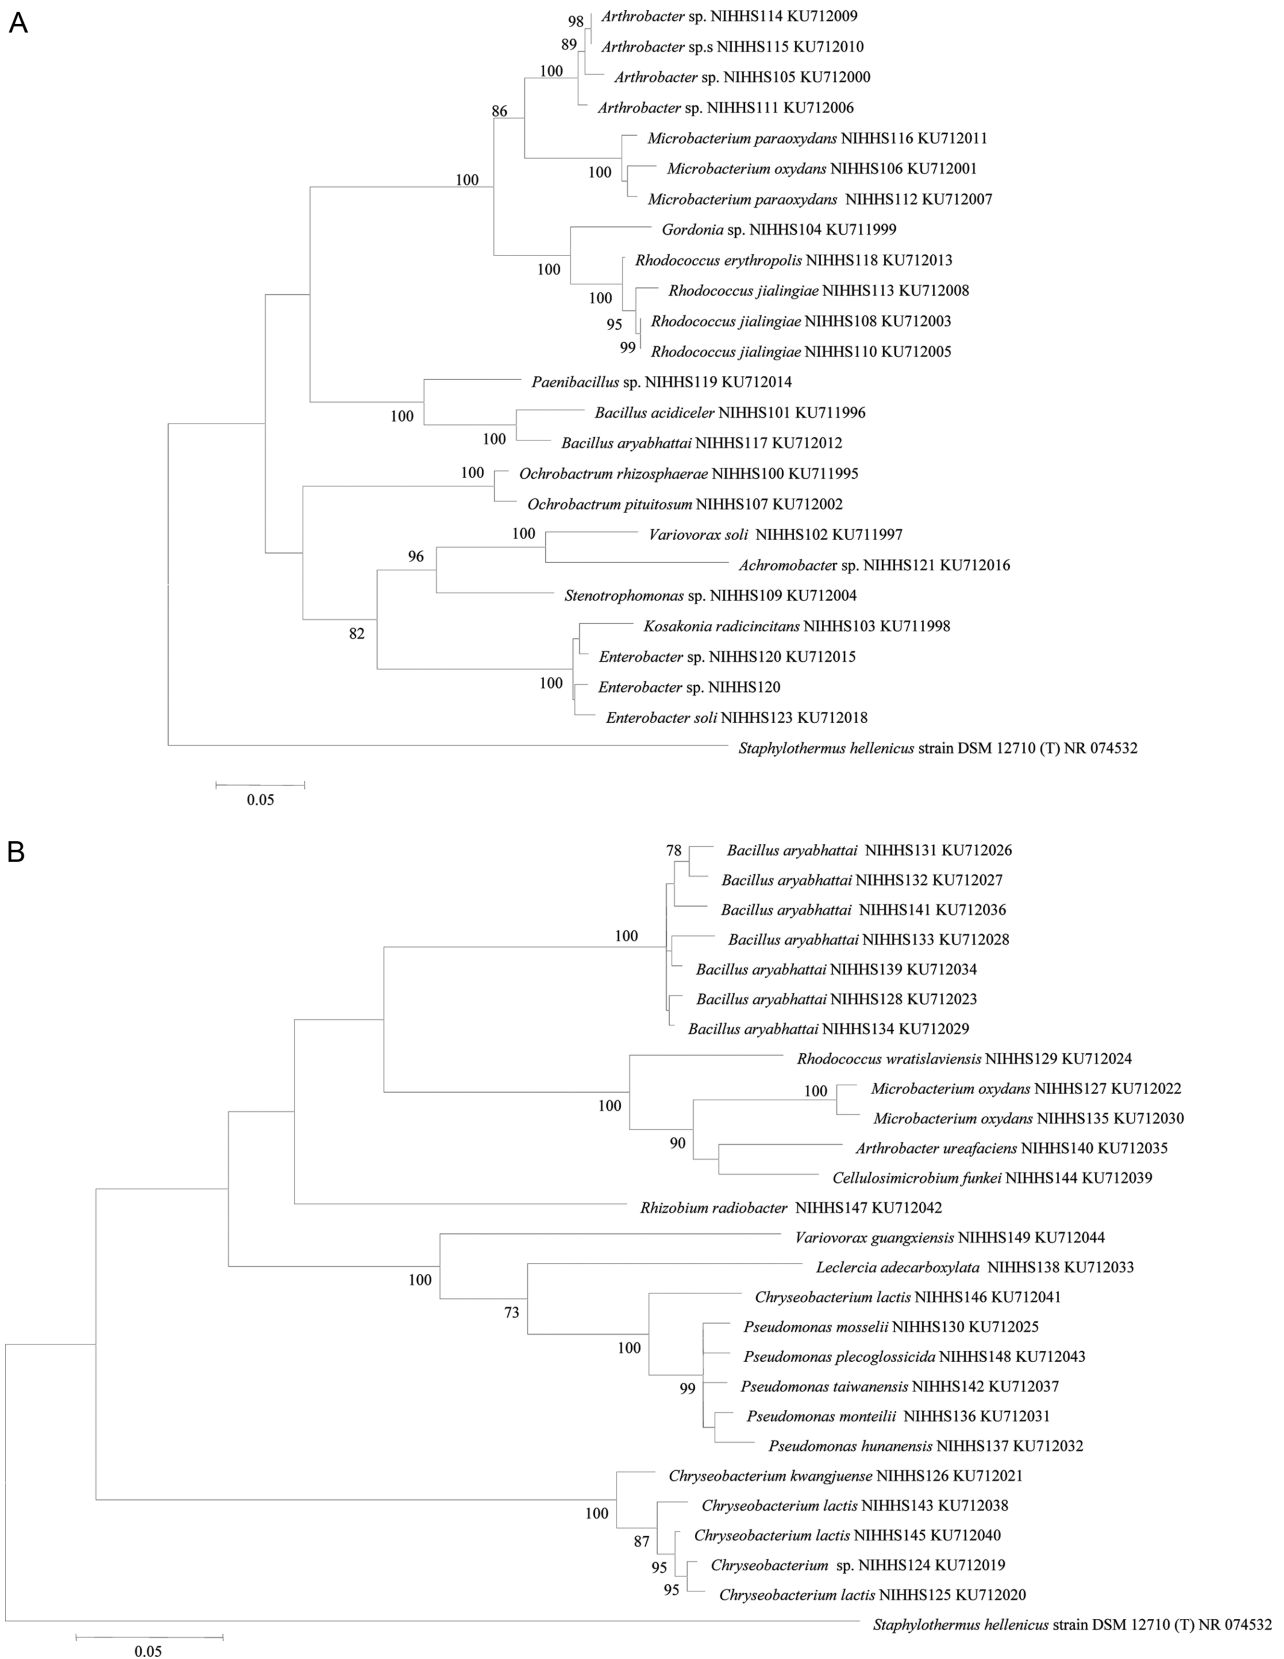 A
98
Arthrobacter sp. NIHHS114 KU712009
89
Arthrobacter sp.s NIHHS115 KU712010
100
Arthrobacter sp. NIHHS105 KU712000
86
Arthrobacter sp. NIHHS111 KU712006
Microbacterium paraoxydans NIHHS116 KU712011
100
Microbacterium oxydans NIHHS106 KU712001
100
Microbacterium paraoxydans NIHHS112 KU712007
Gordonia sp. NIHHS104 KU711999
100
Rhodococcus erythropolis NIHHS118 KU712013
100
Rhodococcus jialingiae NIHHS113 KU712008
95
Rhodococcus jialingiae NIHHS108 KU712003
99
Rhodococcus jialingiae NIHHS110 KU712005
Paenibacillus sp. NIHHS119 KU712014
100
Bacillus acidiceler NIHHS101 KU711996
100
Bacillus aryabhattai NIHHS117 KU712012
100
Ochrobactrum rhizosphaerae NIHHS100 KU711995
Ochrobactrum pituitosum NIHHS107 KU712002
100
Variovorax soli NIHHS102 KU711997
96
Achromobacter sp. NIHHS121 KU712016
Stenotrophomonas sp. NIHHS109 KU712004
82
Kosakonia radicincitans NIHHS103 KU711998
Enterobacter sp. NIHHS120 KU712015
100
Enterobacter sp. NIHHS120
Enterobacter soli NIHHS123 KU712018
Staphylothermus hellenicus strain DSM 12710 (T) NR 074532
0.05
B
78
Bacillus aryabhattai NIHHS131 KU712026
Bacillus aryabhattai NIHHS132 KU712027
Bacillus aryabhattai NIHHS141 KU712036
100
Bacillus aryabhattai NIHHS133 KU712028
Bacillus aryabhattai NIHHS139 KU712034
Bacillus aryabhattai NIHHS128 KU712023
Bacillus aryabhattai NIHHS134 KU712029
Rhodococcus wratislaviensis NIHHS129 KU712024
100
Microbacterium oxydans NIHHS127 KU712022
100
Microbacterium oxydans NIHHS135 KU712030
90
Arthrobacter ureafaciens NIHHS140 KU712035
Cellulosimicrobium funkei NIHHS144 KU712039
Rhizobium radiobacter NIHHS147 KU712042
Variovorax guangxiensis NIHHS149 KU712044
100
Leclercia adecarboxylata NIHHS138 KU712033
73
Chryseobacterium lactis NIHHS146 KU712041
Pseudomonas mosselii NIHHS130 KU712025
100
Pseudomonas plecoglossicida NIHHS148 KU712043
99
Pseudomonas taiwanensis NIHHS142 KU712037
Pseudomonas monteilii NIHHS136 KU712031
Pseudomonas hunanensis NIHHS137 KU712032
Chryseobacterium kwangjuense NIHHS126 KU712021
100
Chryseobacterium lactis NIHHS143 KU712038
87
Chryseobacterium lactis NIHHS145 KU712040
95
Chryseobacterium sp. NIHHS124 KU712019
95
Chryseobacterium lactis NIHHS125 KU712020
Staphylothermus hellenicus strain DSM 12710 (T) NR 074532
0.05